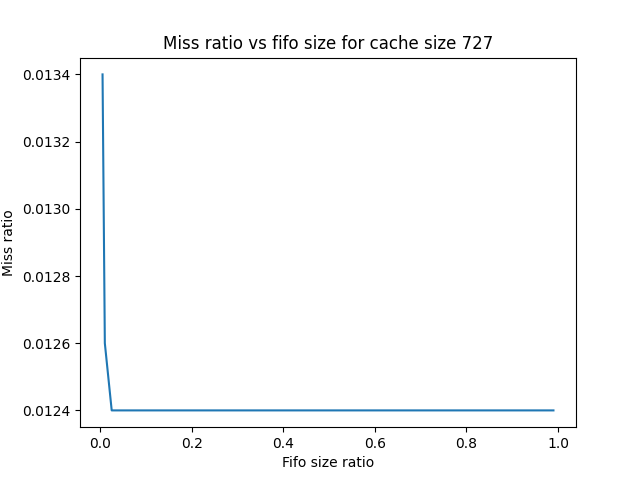 Miss ratio vs fifo size for cache size 727
Miss ratio
0.0134
0.0132
0.0130
0.0128
0.0126
0.0124
0.0 0.2 0.4 0.6 0.8 1.0
Fifo size ratio